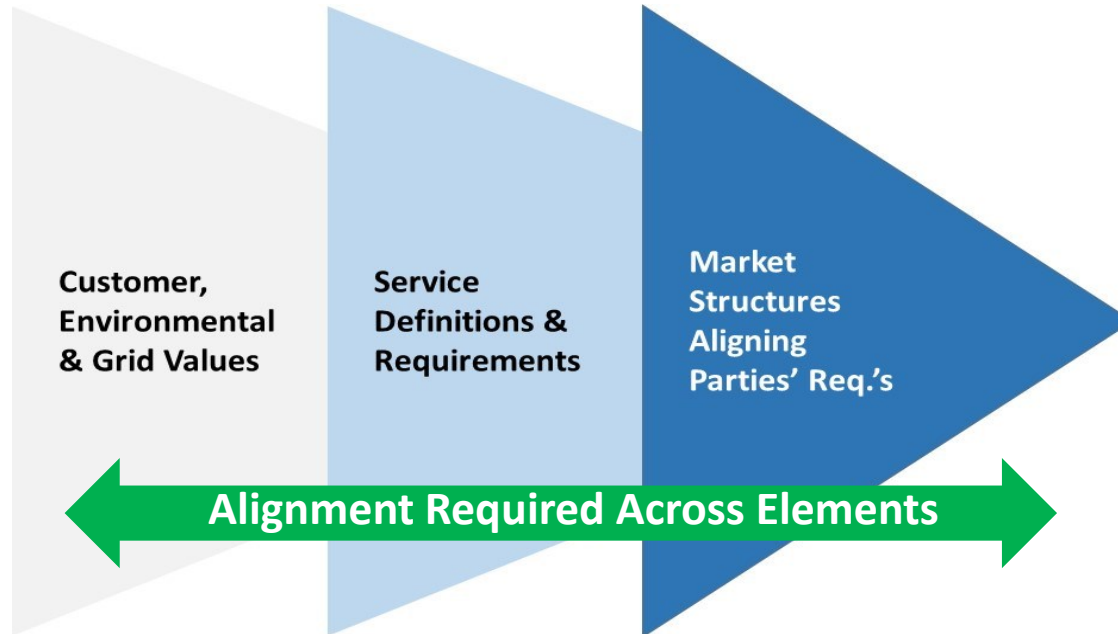 Customer,
Environmental
& Grid Values
Service
Definitions &
Requirements
Market
Structures
Aligning
Parties’ Req.’s
Alignment Required Across Elements